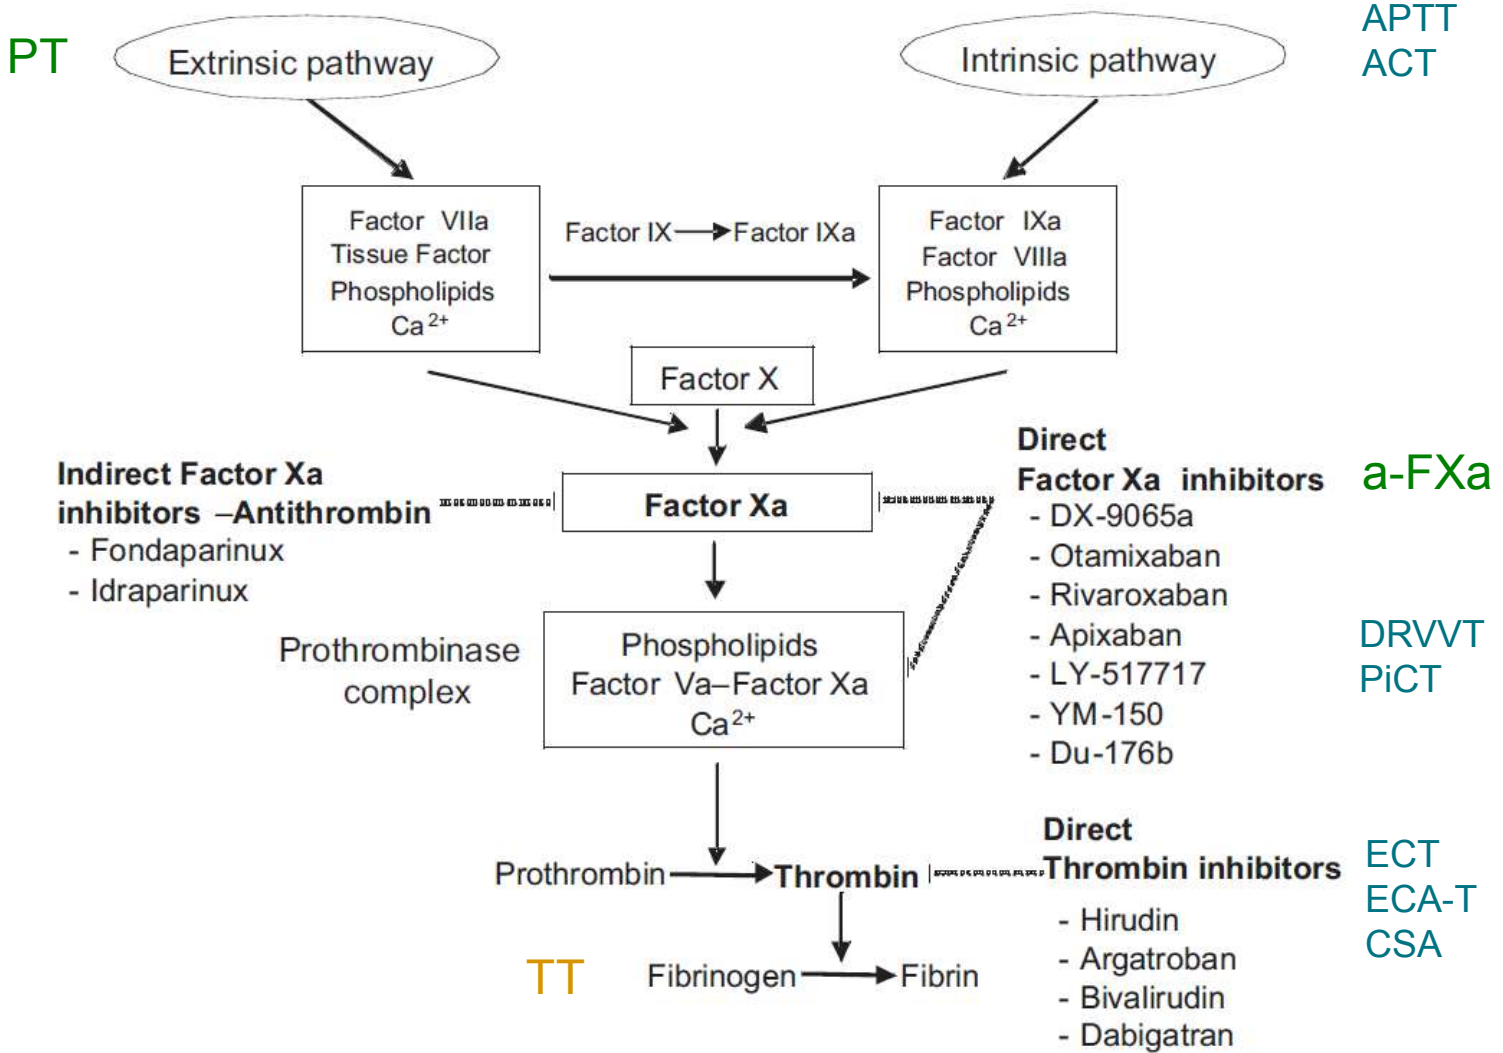 PT
Extrinsic pathway
Intrinsic pathway
APTT
ACT
Factor VIIa
Tissue Factor
Phospholipids
Ca2+
Factor IX
Factor IXa
Factor IXa
Factor VIIIa
Phospholipids
Ca2+
Factor X
Indirect Factor Xa
inhibitors –Antithrombin
- Fondaparinux
- Idraparinux
Factor Xa
Direct
Factor Xa inhibitors
- DX-9065a
- Otamixaban
- Rivaroxaban
- Apixaban
- LY-517717
- YM-150
- Du-176b
a-FXa
Prothrombinase
complex
Phospholipids
Factor Va–Factor Xa
Ca2+
DRVVT
PiCT
Prothrombin
Thrombin
Direct
Thrombin inhibitors
- Hirudin
- Argatroban
- Bivalirudin
- Dabigatran
ECT
ECA-T
CSA
TT
Fibrinogen
Fibrin